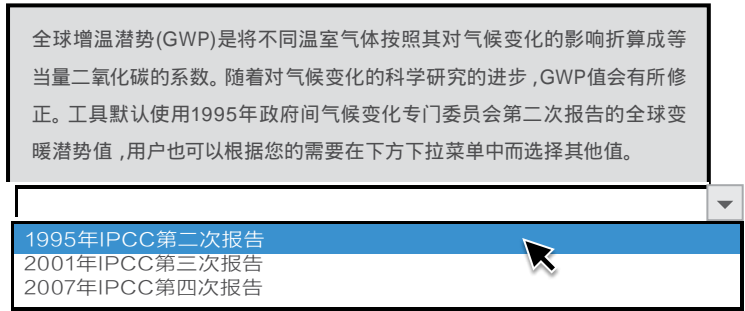 全球增温潜势(GWP)是将不同温室气体按照其对气候变化的影响折算成等
当量二氧化碳的系数。随着对气候变化的科学研究的进步,GWP值会有所修
正。工具默认使用1995年政府间气候变化专门委员会第二次报告的全球变
暖潜势值,用户也可以根据您的需要在下方下拉菜单中而选择其他值。
1995年IPCC第二次报告
2001年IPCC第三次报告
2007年IPCC第四次报告